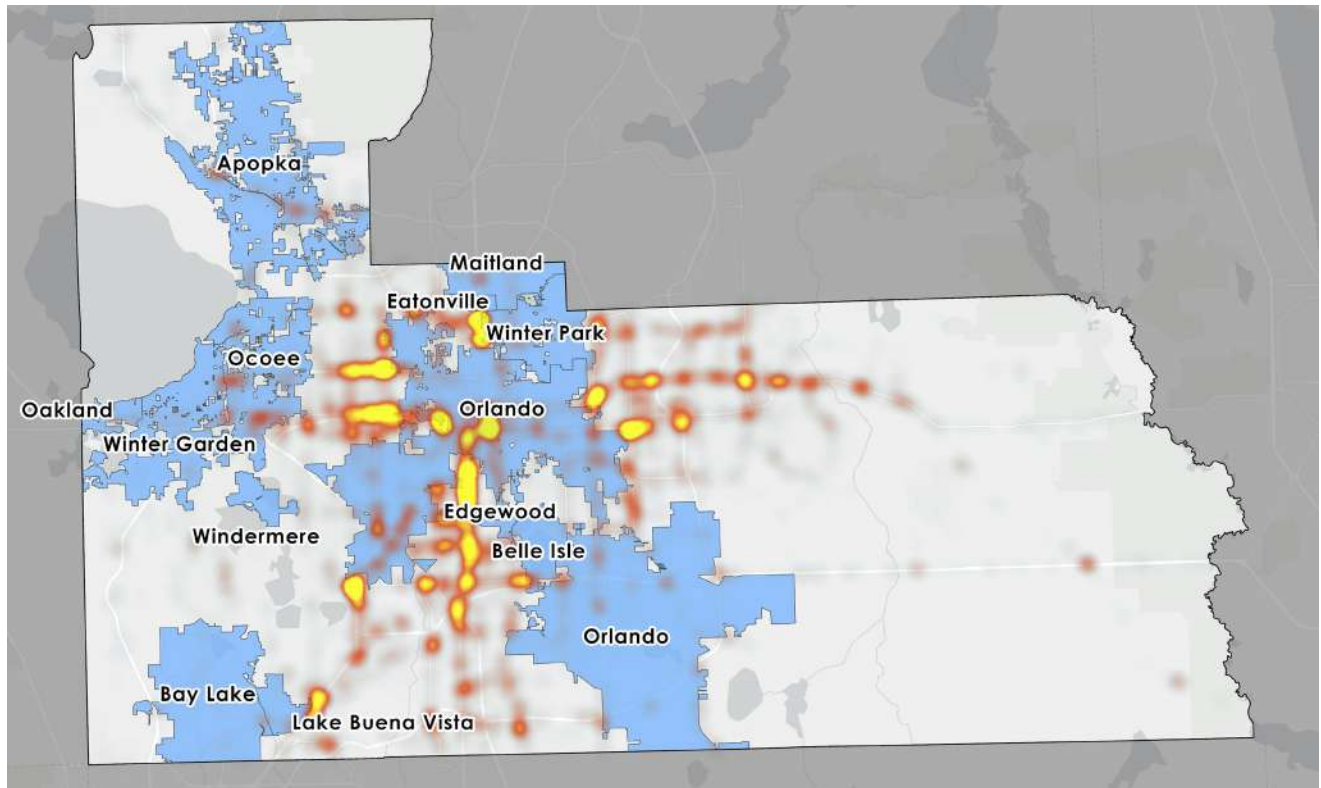 Apopka
Maitland
Eatonville
Winter Park
Ocoee
Oakland
Orlando
Winter Garden
Edgewood
Windermere
Belle Isle
Orlando
Bay Lake
Lake Buena Vista